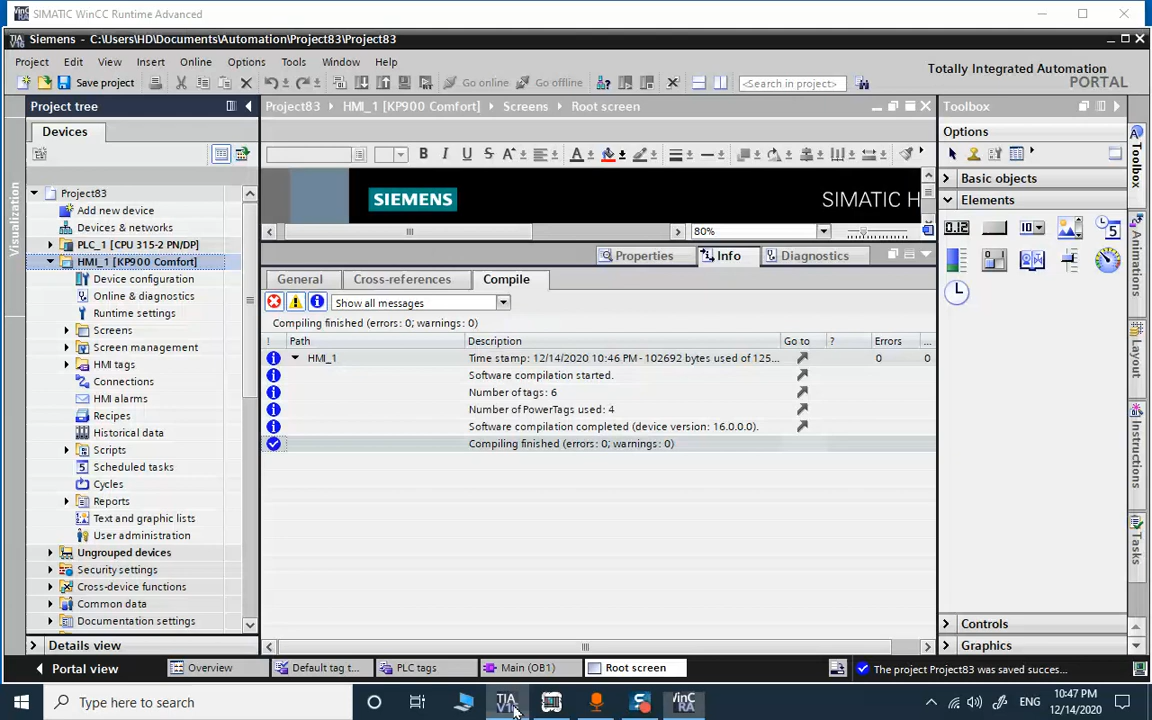 SIMATIC WinCC Runtime Advanced
Siemens - C:\Users\HD\Documents\Automation\Project83\Project83
Project Edit View Insert Online Options Tools Window Help
Totally Integrated Automation
PORTAL
Save project
Go online
Go offline
<Search in project>
Project tree
Project83 HMI_1 [KP900 Comfort] Screens Root screen
Toolbox
Devices
Options
Visualization
Project83
Add new device
Devices & networks
PLC_1 [CPU 315-2 PN/DP]
HMI_1 [KP900 Comfort]
Device configuration
Online & diagnostics
Runtime settings
Screens
Screen management
HMI tags
Connections
HMI alarms
Recipes
Historical data
Scripts
Scheduled tasks
Cycles
Reports
Text and graphic lists
User administration
Ungrouped devices
Security settings
Cross-device functions
Common data
Documentation settings
Details view
SIEMENS
SIMATIC H
80%
Properties
Info
Diagnostics
General
Cross-references
Compile
Show all messages
Compiling finished (errors: 0; warnings: 0)
! Path Description Go to ? Errors ...
HMI_1 Time stamp: 12/14/2020 10:46 PM - 102692 bytes used of 125... 0 0
Software compilation started.
Number of tags: 6
Number of PowerTags used: 4
Software compilation completed (device version: 16.0.0.0).
Compiling finished (errors: 0; warnings: 0)
Basic objects
Elements
Controls
Graphics
Toolbox
Animations
Layout
Instructions
Tasks
Portal view
Overview
Default tag t...
PLC tags
Main (OB1)
Root screen
The project Project83 was saved succes...
Type here to search
ENG
10:47 PM
12/14/2020